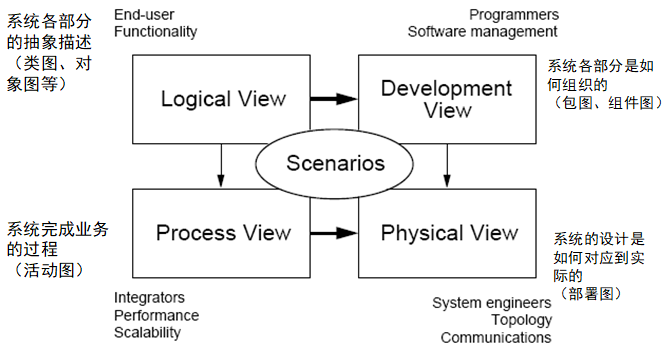 系统各部分
的抽象描述
（类图、对
象图等）
End-user
Functionality
Programmers
Software management
Logical View
Development
View
系统各部分是如
何组织的
（包图、组件图）
Scenarios
系统完成业务
的过程
（活动图）
Process View
Physical View
系统的设计是
如何对应到实
际的
（部署图）
Integrators
Performance
Scalability
System engineers
Topology
Communications